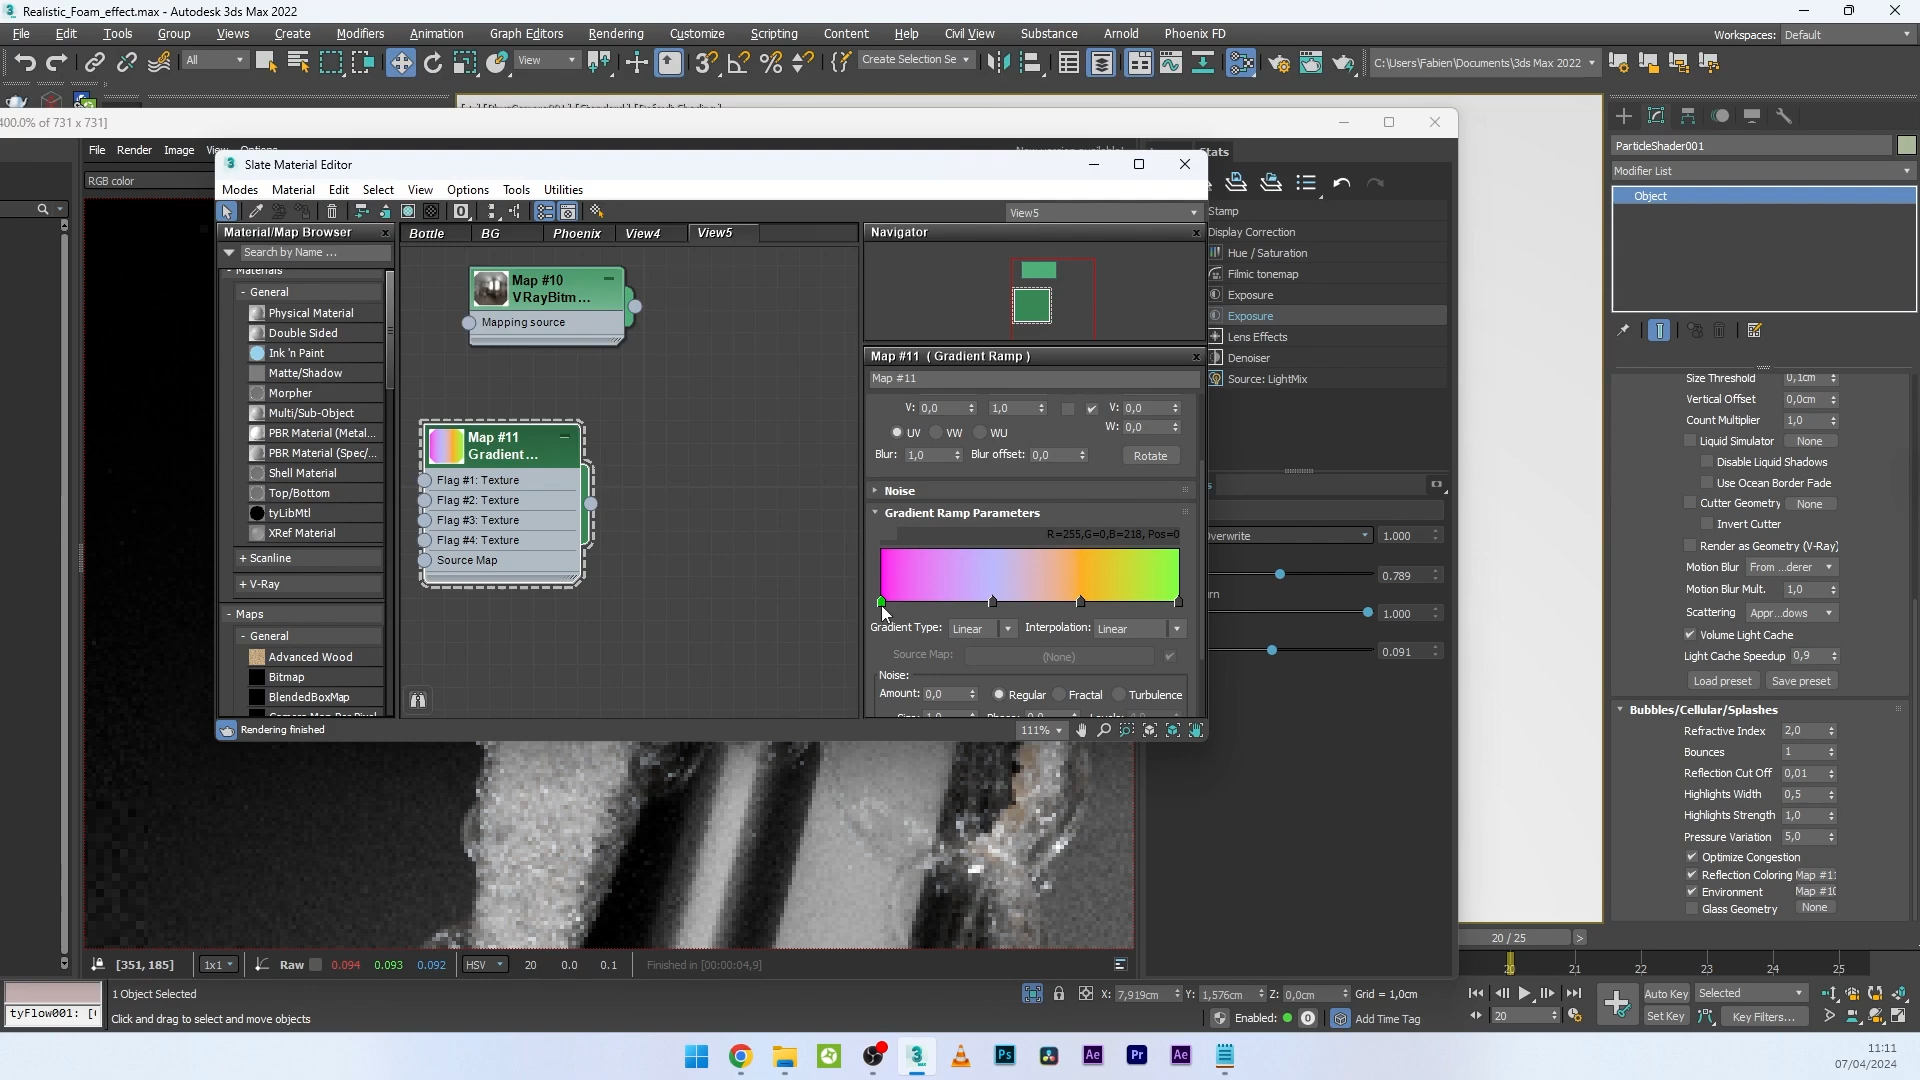 Realistic_Foam_effect.max - Autodesk 3ds Max 2022
File Edit Tools Group Views Create Modifiers Animation Graph Editors Rendering Customize Scripting Content Help Civil View Substance Arnold Phoenix FD
Workspaces: Default
All View Create Selection Se C:\Users\Fabien\Documents\3ds Max 2022
400.0% of 731 x 731]
File Render Image View Options
RGB color
Slate Material Editor
Modes Material Edit Select View Options Tools Utilities
View5
Material/Map Browser
Search by Name ...
Materials
- General
Physical Material
Double Sided
Ink 'n Paint
Matte/Shadow
Morpher
Multi/Sub-Object
PBR Material (Metal...
PBR Material (Spec/...
Shell Material
Top/Bottom
tyLibMtl
XRef Material
+ Scanline
+ V-Ray
- Maps
- General
Advanced Wood
Bitmap
BlendedBoxMap
Bottle BG Phoenix View4 View5
Map #10
VRayBitm...
Mapping source
Map #11
Gradient...
Flag #1: Texture
Flag #2: Texture
Flag #3: Texture
Flag #4: Texture
Source Map
Navigator
Map #11 ( Gradient Ramp )
Map #11
V: 0,0 1,0 V: 0,0
UV VW WU W: 0,0
Blur: 1,0 Blur offset: 0,0 Rotate
Noise
Gradient Ramp Parameters
R=255,G=0,B=218, Pos=0
Gradient Type: Linear Interpolation: Linear
Source Map: (None)
Noise:
Amount: 0,0 Regular Fractal Turbulence
Rendering finished
111%
Stats
Stamp
Display Correction
Hue / Saturation
Filmic tonemap
Exposure
Exposure
Lens Effects
Denoiser
Source: LightMix
Overwrite 1.000
0.789
1.000
0.091
ParticleShader001
Modifier List
Object
Size Threshold 0,1cm
Vertical Offset 0,0cm
Count Multiplier 1,0
Liquid Simulator None
Disable Liquid Shadows
Use Ocean Border Fade
Cutter Geometry None
Invert Cutter
Render as Geometry (V-Ray)
Motion Blur From ...derer
Motion Blur Mult. 1,0
Scattering Appr...dows
Volume Light Cache
Light Cache Speedup 0,9
Load preset Save preset
Bubbles/Cellular/Splashes
Refractive Index 2,0
Bounces 1
Reflection Cut Off 0,01
Highlights Width 0,5
Highlights Strength 1,0
Pressure Variation 5,0
Optimize Congestion
Reflection Coloring Map #11
Environment Map #10
Glass Geometry None
[351, 185] 1x1 Raw 0.094 0.093 0.092 HSV 20 0.0 0.1 Finished in [00:00:04,9]
20 / 25
20 21 22 23 24 25
tyFlow001: [
1 Object Selected
Click and drag to select and move objects
X: 7,919cm Y: 1,576cm Z: 0,0cm Grid = 1,0cm
Enabled: 0 Add Time Tag
20
Auto Key Selected
Set Key Key Filters...
11:11
07/04/2024